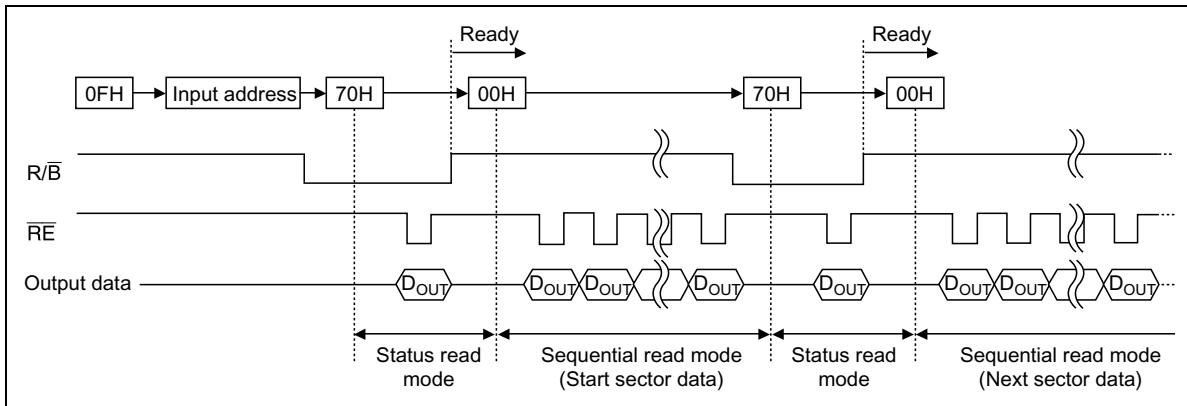 Ready Ready
0FH Input address 70H 00H 70H 00H
R/B̅
R̅E̅
Output data DOUT DOUT DOUT DOUT DOUT DOUT DOUT DOUT
Status read mode
Sequential read mode
(Start sector data)
Status read mode
Sequential read mode
(Next sector data)